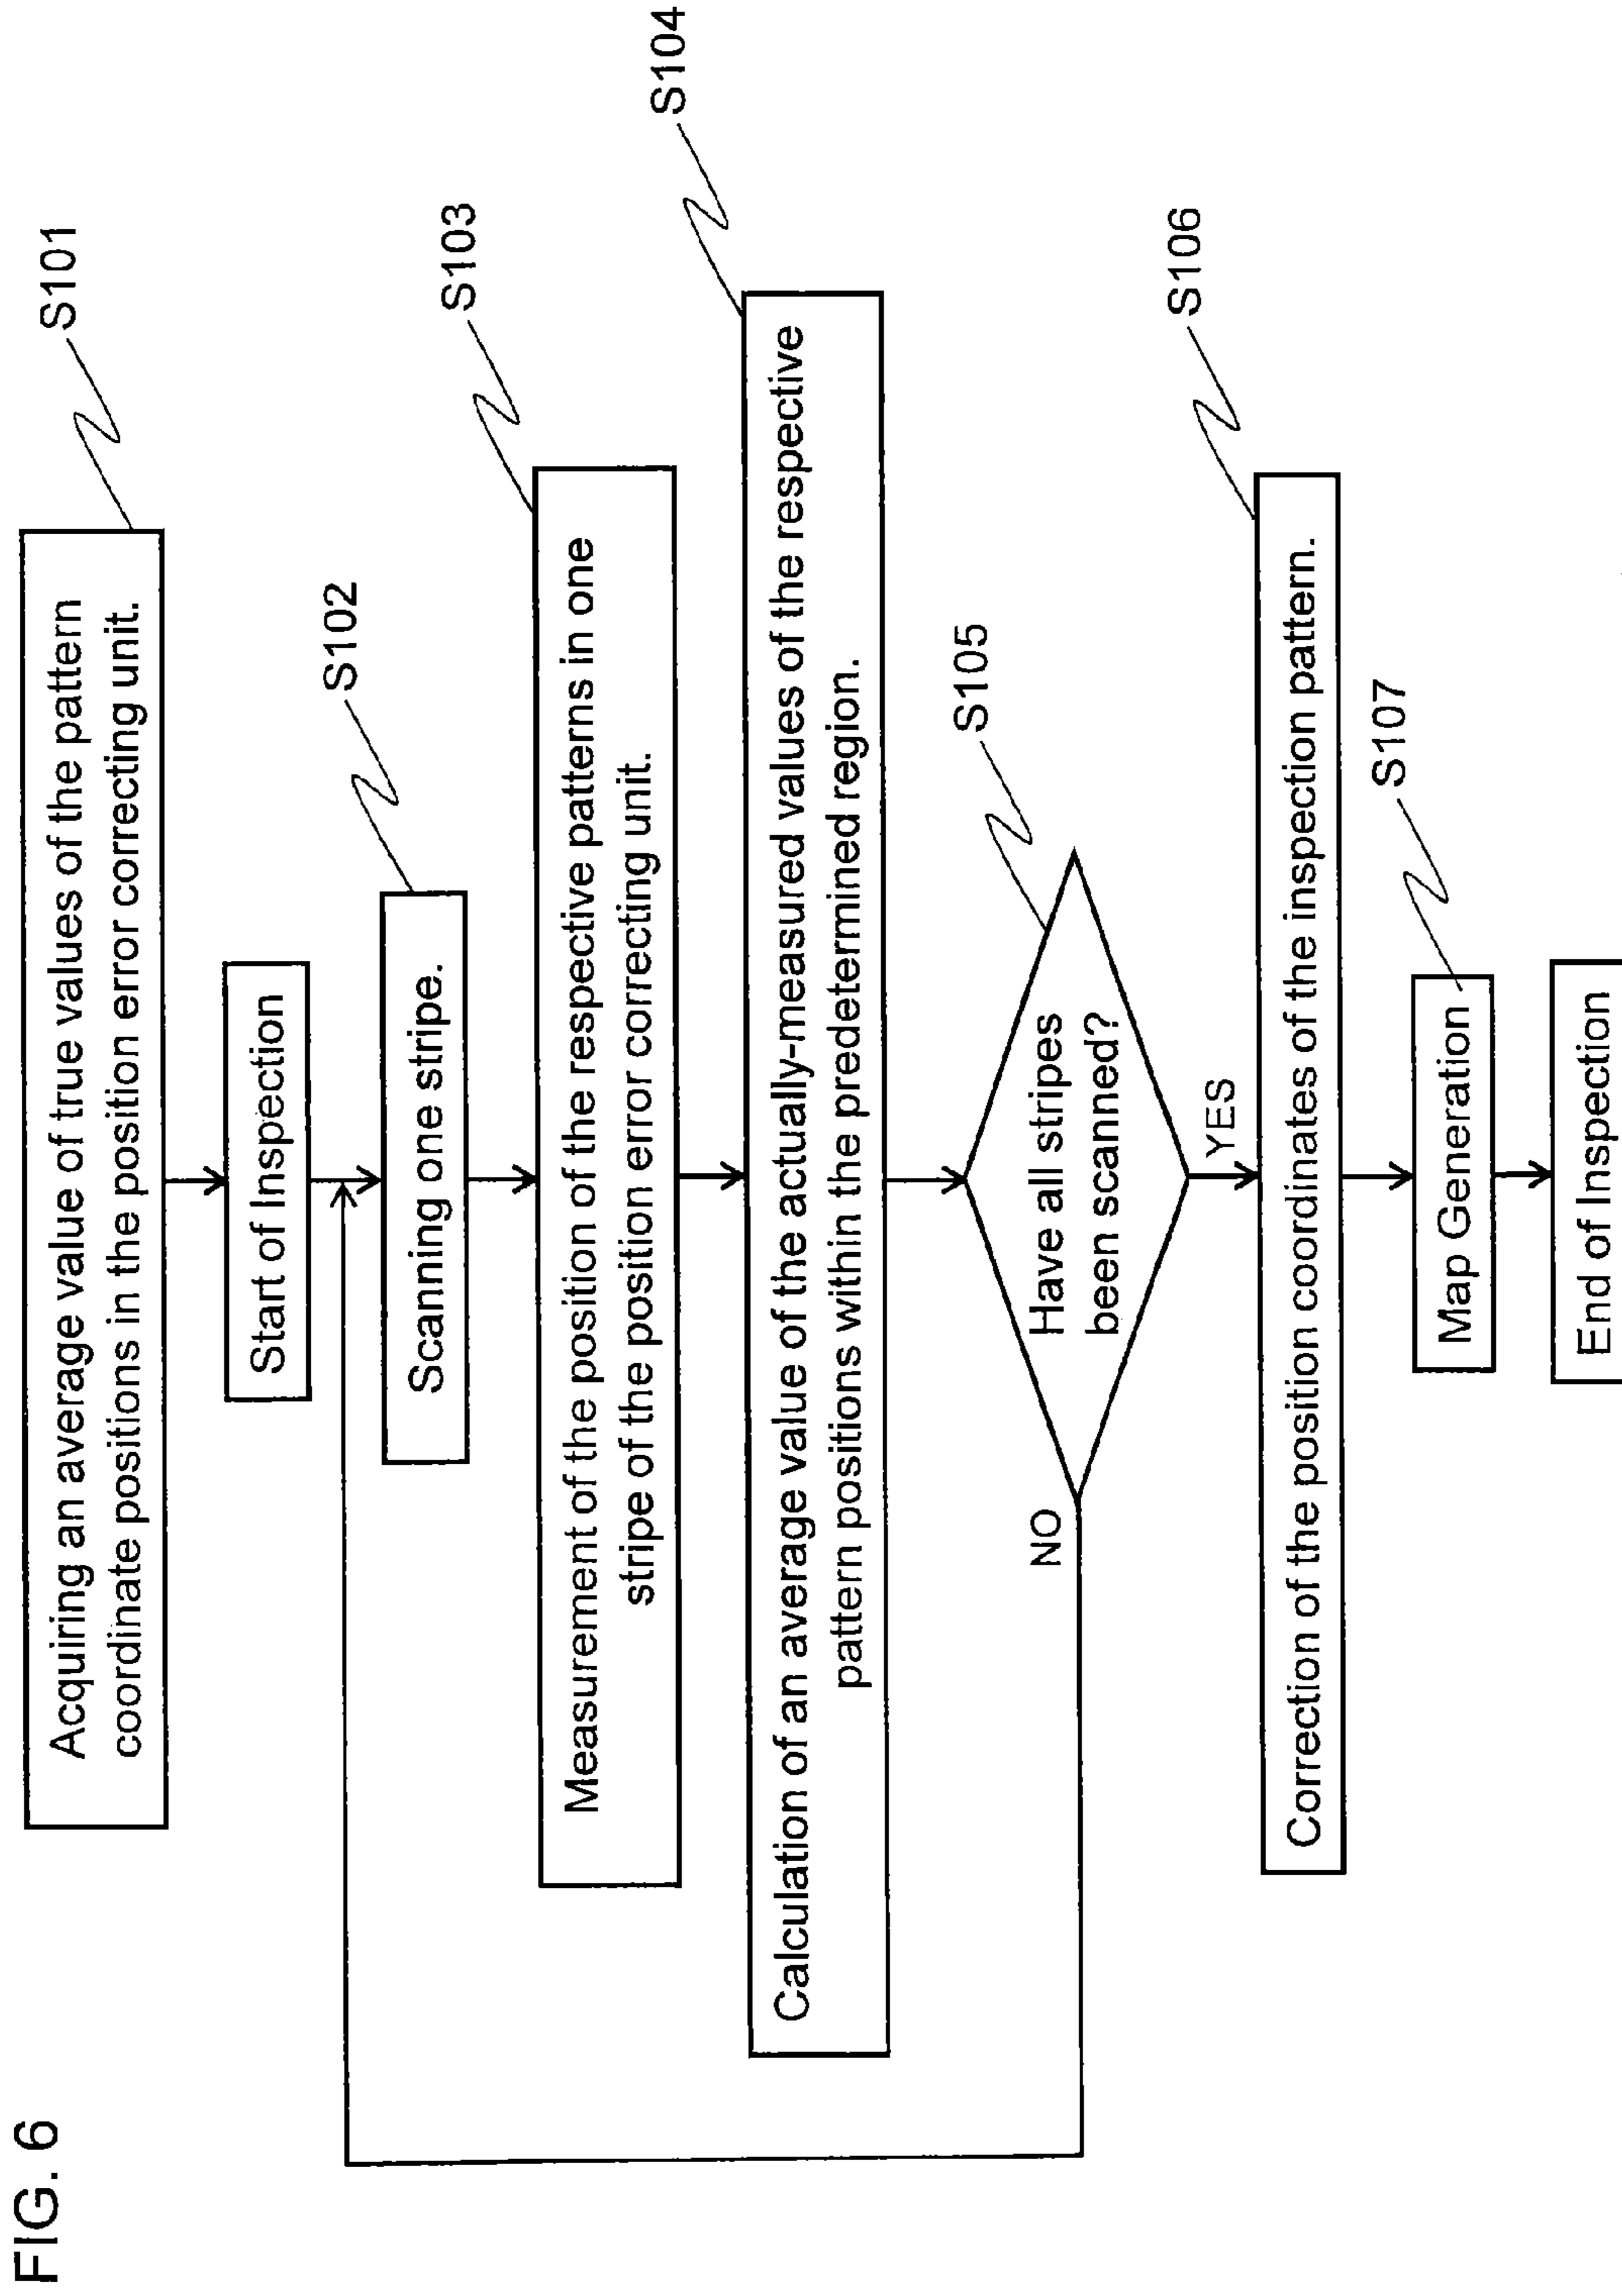 FIG. 6
Acquiring an average value of true values of the pattern
coordinate positions in the position error correcting unit.
S101
Start of Inspection
Scanning one stripe.
S102
Measurement of the position of the respective patterns in one
stripe of the position error correcting unit.
S103
Calculation of an average value of the actually-measured values of the respective
pattern positions within the predetermined region.
S104
Have all stripes
been scanned?
S105
NO
YES
Correction of the position coordinates of the inspection pattern.
S106
Map Generation
S107
End of Inspection